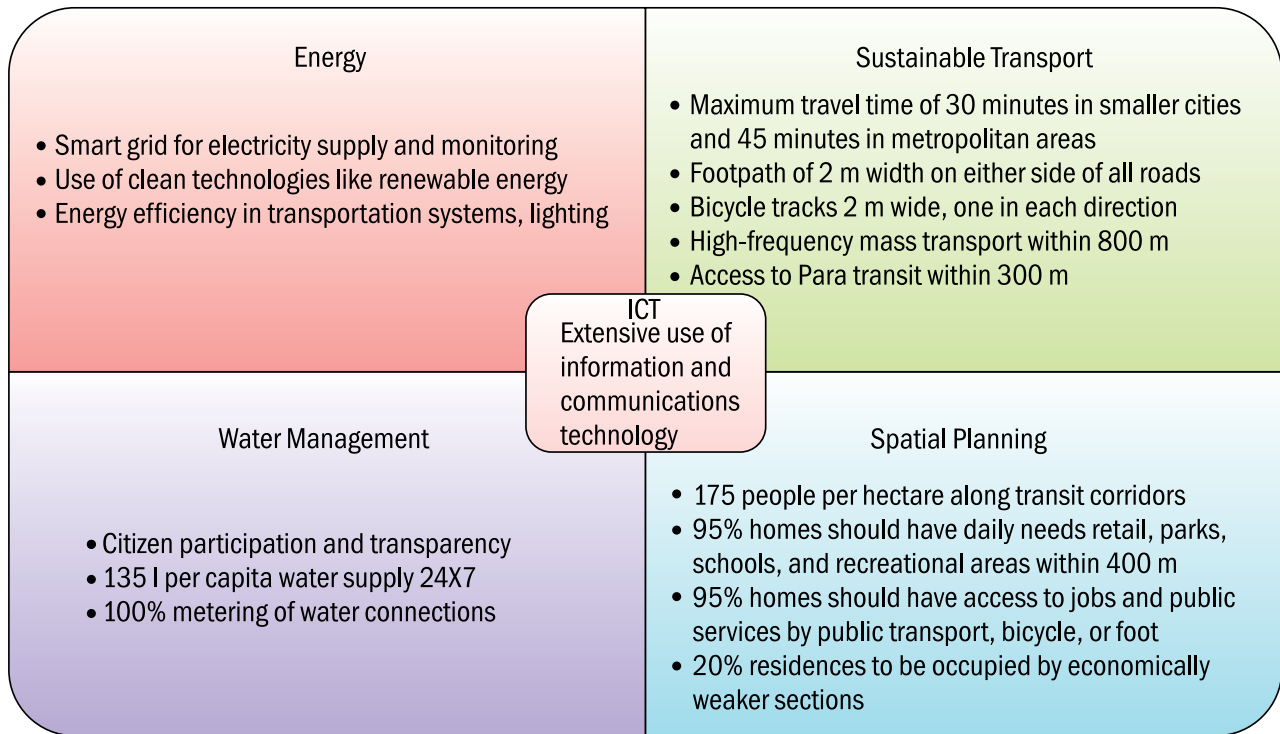 Energy
• Smart grid for electricity supply and monitoring
• Use of clean technologies like renewable energy
• Energy efficiency in transportation systems, lighting
Sustainable Transport
• Maximum travel time of 30 minutes in smaller cities
and 45 minutes in metropolitan areas
• Footpath of 2 m width on either side of all roads
• Bicycle tracks 2 m wide, one in each direction
• High-frequency mass transport within 800 m
• Access to Para transit within 300 m
ICT
Extensive use of
information and
communications
technology
Water Management
• Citizen participation and transparency
• 135 l per capita water supply 24X7
• 100% metering of water connections
Spatial Planning
• 175 people per hectare along transit corridors
• 95% homes should have daily needs retail, parks,
schools, and recreational areas within 400 m
• 95% homes should have access to jobs and public
services by public transport, bicycle, or foot
• 20% residences to be occupied by economically
weaker sections